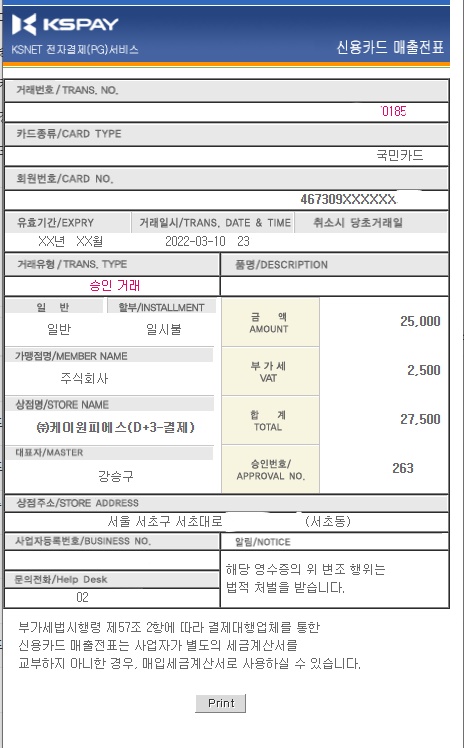 KSPAY
KSNET 전자결제(PG)서비스
신용카드 매출전표
거래번호/TRANS. NO.
0185
카드종류/CARD TYPE
국민카드
회원번호/CARD NO.
467309XXXXXX
유효기간/EXPRY 거래일시/TRANS. DATE & TIME 취소시 당초거래일
XX년 XX월 2022-03-10 23
거래유형/TRANS. TYPE 품명/DESCRIPTION
승인 거래
일 반 할부/INSTALLMENT
일반 일시불
금 액
AMOUNT
25,000
가맹점명/MEMBER NAME
주식회사
부 가 세
VAT
2,500
상점명/STORE NAME
㈜케이원피에스(D+3-결제)
합 계
TOTAL
27,500
대표자/MASTER
강승구
승인번호/
APPROVAL NO.
263
상점주소/STORE ADDRESS
서울 서초구 서초대로 (서초동)
사업자등록번호/BUSINESS NO. 알림/NOTICE
해당 영수증의 위 변조 행위는
법적 처벌을 받습니다.
문의전화/Help Desk
02
부가세법시행령 제57조 2항에 따라 결제대행업체를 통한
신용카드 매출전표는 사업자가 별도의 세금계산서를
교부하지 아니한 경우, 매입세금계산서로 사용하실 수 있습니다.
Print